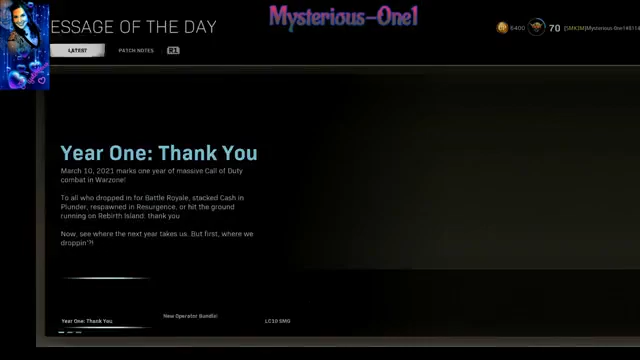 Mysterious-One1
ESSAGE OF THE DAY
6400
70
LATEST
PATCH NOTES
R1
Year One: Thank You
March 10, 2021 marks one year of massive Call of Duty
combat in Warzone!
To all who dropped in for Battle Royale, stacked Cash in
Plunder, respawned in Resurgence, or hit the ground
running on Rebirth Island, thank you
Now, see where the next year takes us. But first, where we
droppin'?!
Year One: Thank You
New Operator Bundle!
LC10 SMG